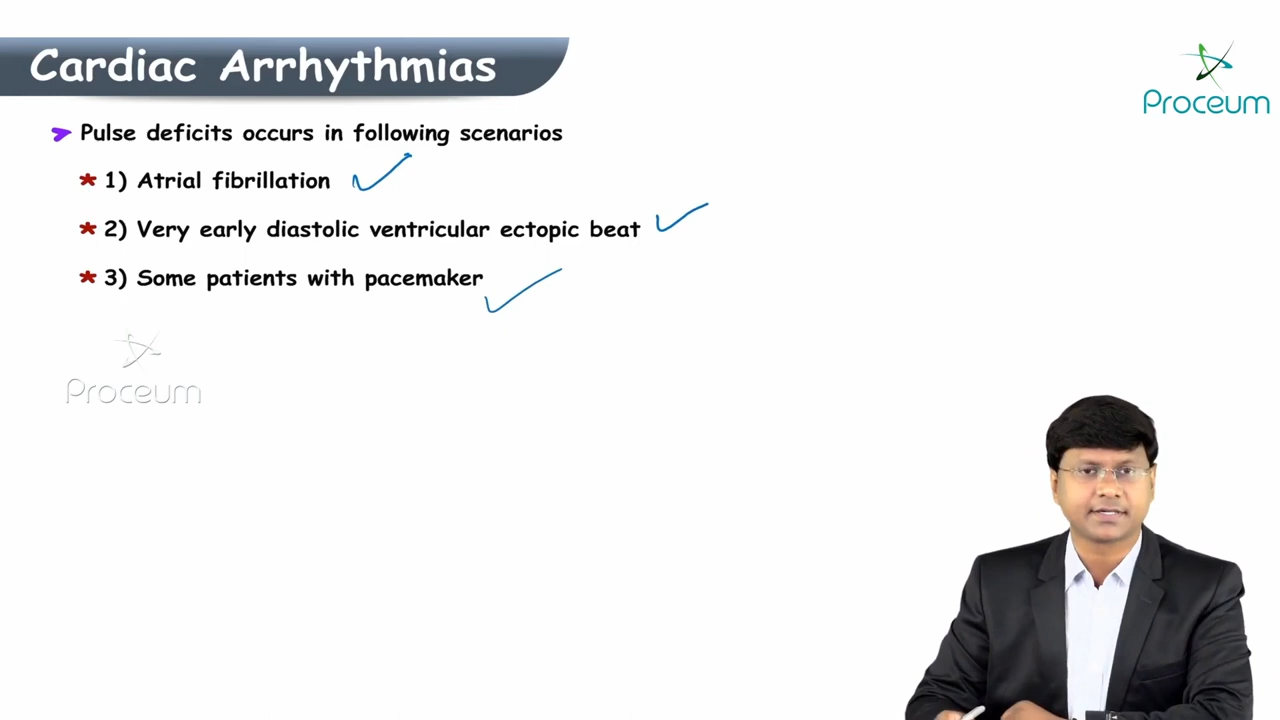 Cardiac Arrhythmias
Proceum
Pulse deficits occurs in following scenarios
1) Atrial fibrillation
2) Very early diastolic ventricular ectopic beat
3) Some patients with pacemaker
Proceum